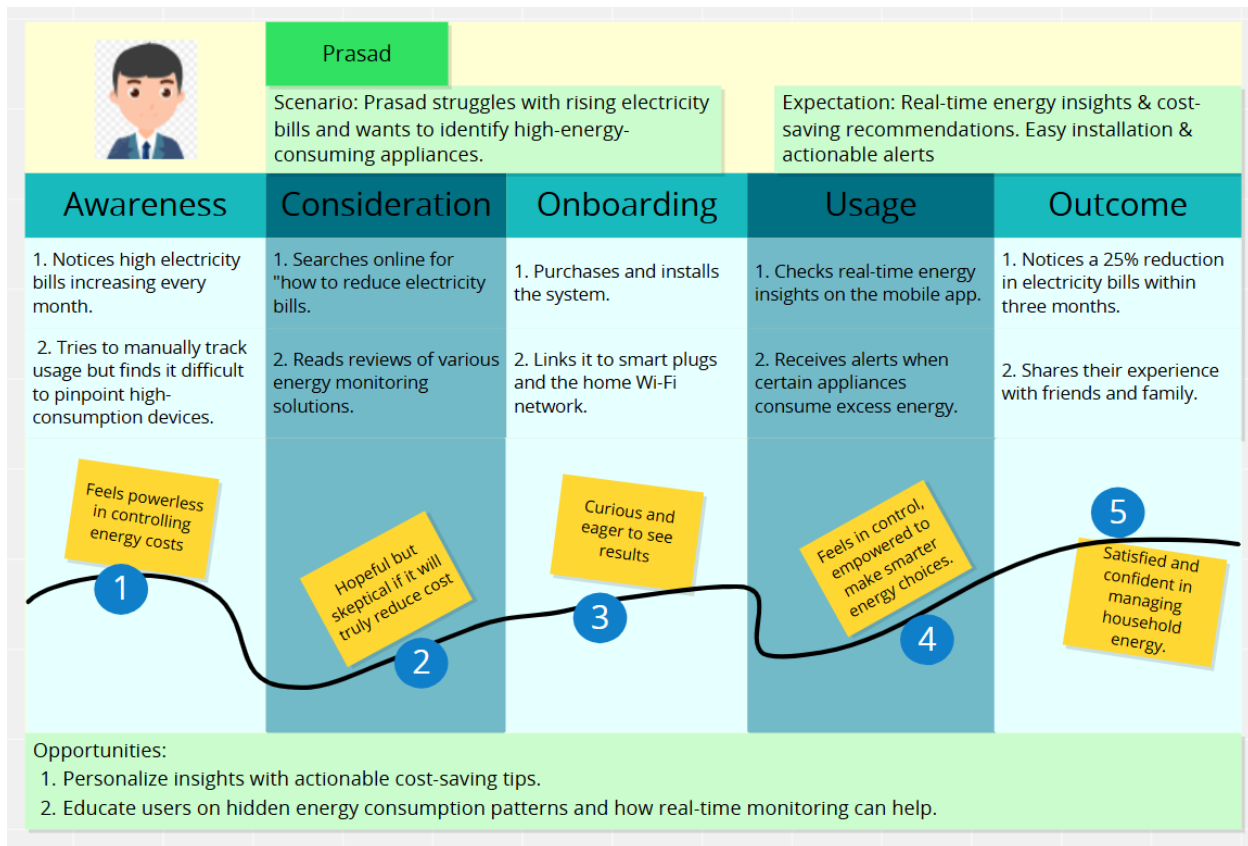 Prasad
Scenario: Prasad struggles with rising electricity
bills and wants to identify high-energy-
consuming appliances.
Expectation: Real-time energy insights & cost-
saving recommendations. Easy installation &
actionable alerts
Awareness
Consideration
Onboarding
Usage
Outcome
1. Notices high electricity
bills increasing every
month.
1. Searches online for
"how to reduce electricity
bills.
1. Purchases and installs
the system.
1. Checks real-time energy
insights on the mobile app.
1. Notices a 25% reduction
in electricity bills within
three months.
2. Tries to manually track
usage but finds it difficult
to pinpoint high-
consumption devices.
2. Reads reviews of various
energy monitoring
solutions.
2. Links it to smart plugs
and the home Wi-Fi
network.
2. Receives alerts when
certain appliances
consume excess energy.
2. Shares their experience
with friends and family.
Feels powerless
in controlling
energy costs
1
Hopeful but
skeptical if it will
truly reduce cost
2
Curious and
eager to see
results
3
Feels in control,
empowered to
make smarter
energy choices.
4
5
Satisfied and
confident in
managing
household
energy.
Opportunities:
1. Personalize insights with actionable cost-saving tips.
2. Educate users on hidden energy consumption patterns and how real-time monitoring can help.